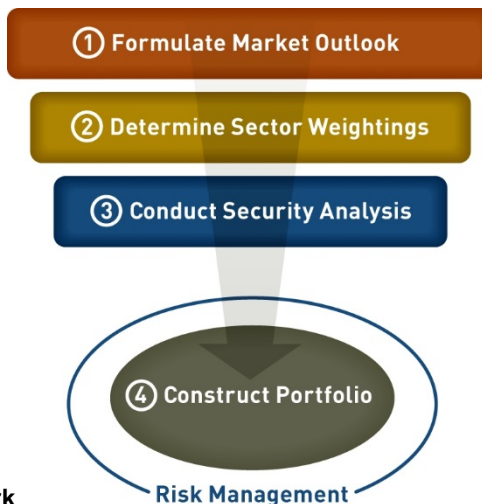 ① Formulate Market Outlook
② Determine Sector Weightings
③ Conduct Security Analysis
④ Construct Portfolio
Risk Management